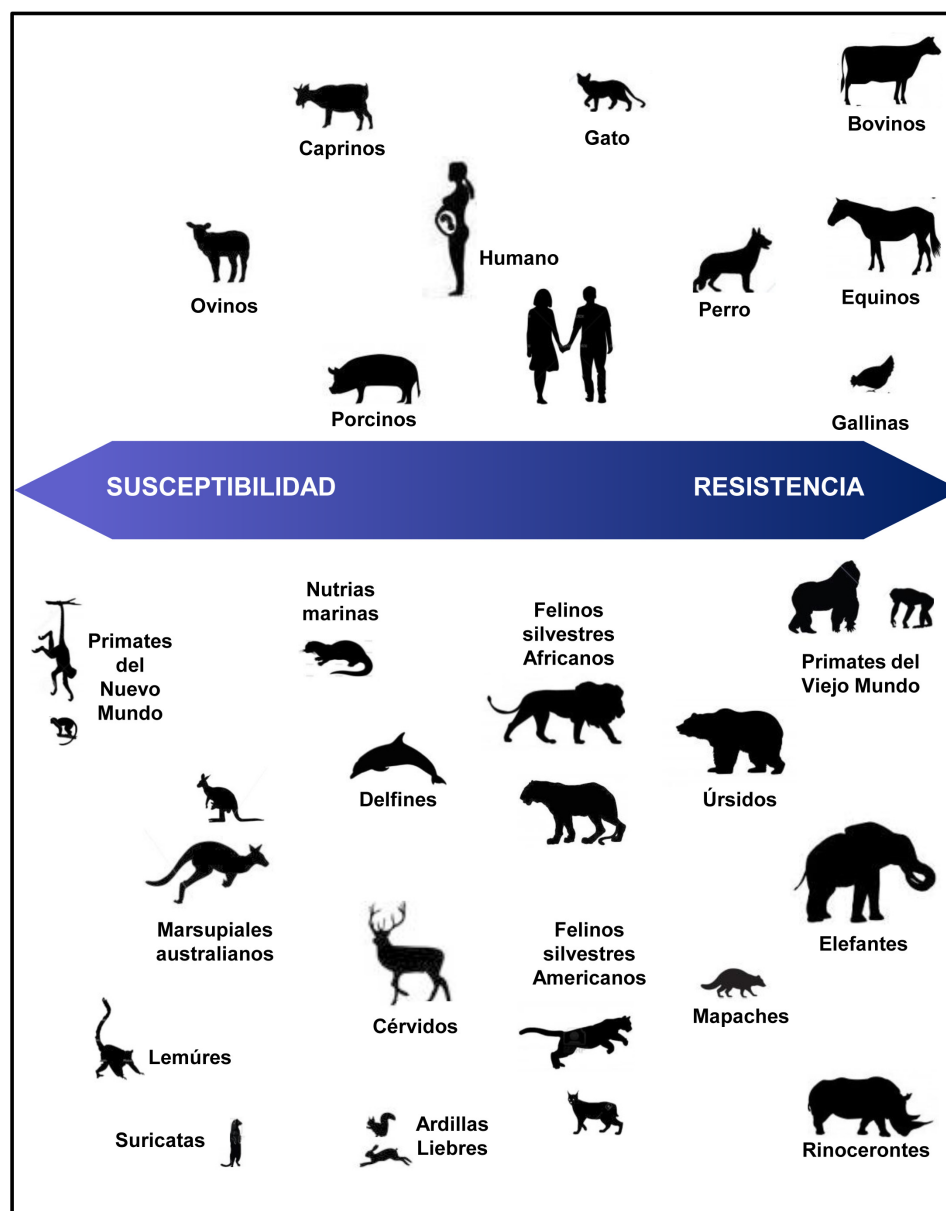 Caprinos
Gato
Bovinos
Ovinos
Humano
Perro
Equinos
Porcinos
Gallinas
SUSCEPTIBILIDAD
RESISTENCIA
Primates
del
Nuevo
Mundo
Nutrias
marinas
Felinos
silvestres
Africanos
Primates del
Viejo Mundo
Delfines
Úrsidos
Marsupiales
australianos
Cérvidos
Felinos
silvestres
Americanos
Elefantes
Mapaches
Lemúres
Suricatas
Ardillas
Liebres
Rinocerontes